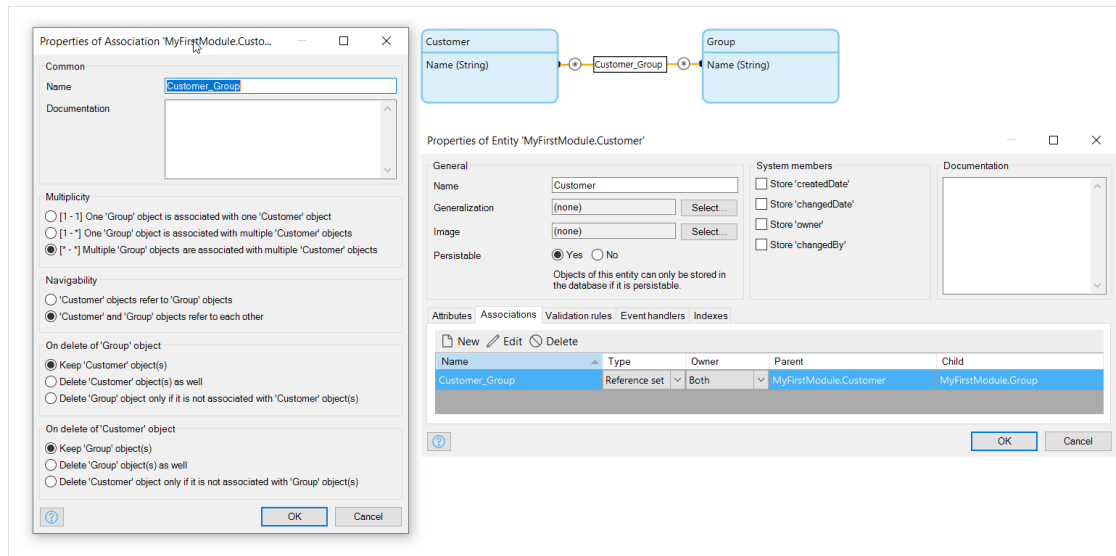 Properties of Association 'MyFirstModule.Custo...
Common
Name
Customer_Group
Documentation
Multiplicity
[1 - 1] One 'Group' object is associated with one 'Customer' object
[1 - *] One 'Group' object is associated with multiple 'Customer' objects
[* - *] Multiple 'Group' objects are associated with multiple 'Customer' objects
Navigability
'Customer' objects refer to 'Group' objects
'Customer' and 'Group' objects refer to each other
On delete of 'Group' object
Keep 'Customer' object(s)
Delete 'Customer' object(s) as well
Delete 'Group' object only if it is not associated with 'Customer' object(s)
On delete of 'Customer' object
Keep 'Group' object(s)
Delete 'Group' object(s) as well
Delete 'Customer' object only if it is not associated with 'Group' object(s)
OK Cancel
Customer
Name (String)
* Customer_Group *
Group
Name (String)
Properties of Entity 'MyFirstModule.Customer'
General
Name Customer
Generalization (none) Select...
Image (none) Select...
Persistable Yes No
Objects of this entity can only be stored in
the database if it is persistable.
System members
Store 'createdDate'
Store 'changedDate'
Store 'owner'
Store 'changedBy'
Documentation
Attributes Associations Validation rules Event handlers Indexes
New Edit Delete
Name Type Owner Parent Child
Customer_Group Reference set Both MyFirstModule.Customer MyFirstModule.Group
OK Cancel